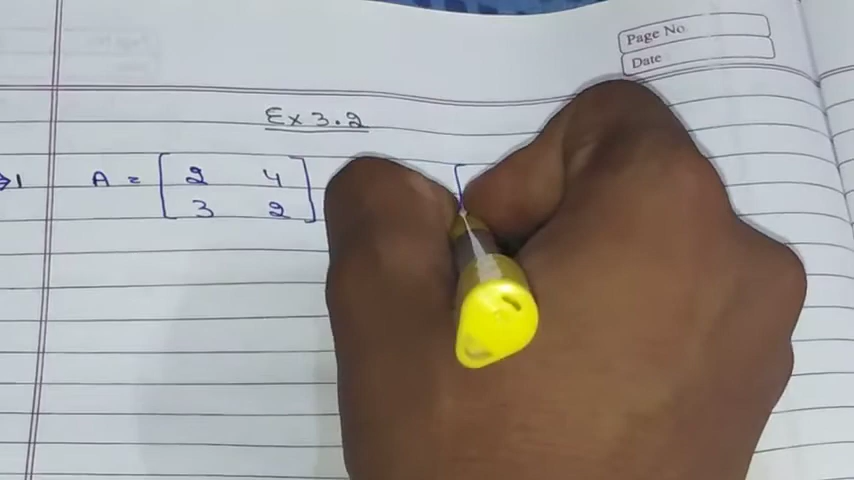 Page No
Date
Ex 3.2
→1 A = [ 2 4 [
3 2 ]